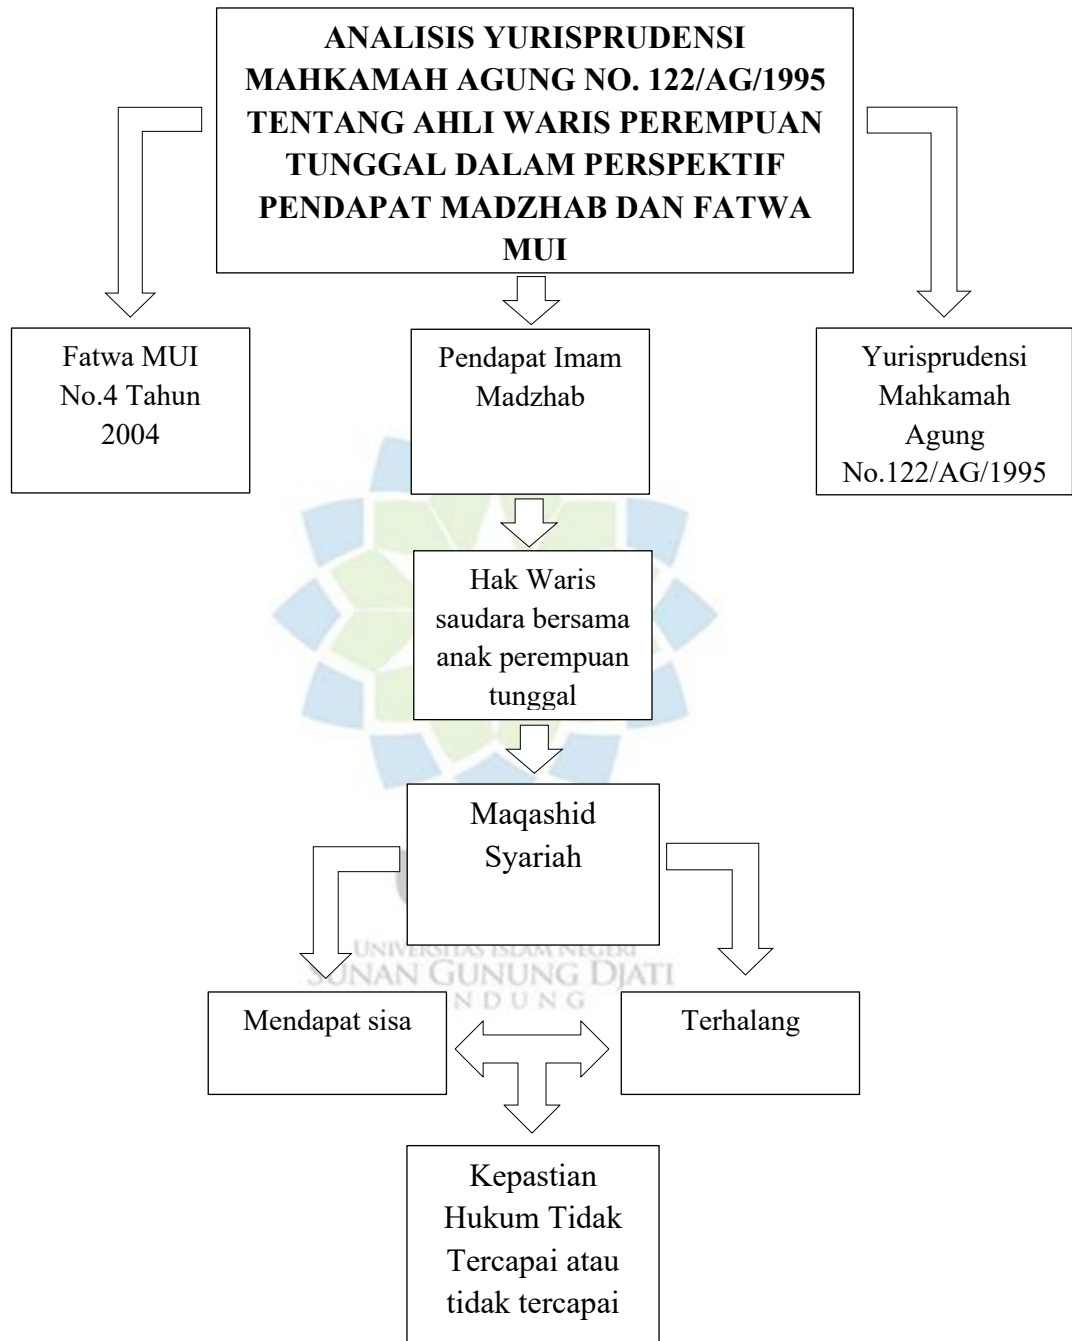 ANALISIS YURISPRUDENSI
MAHKAMAH AGUNG NO. 122/AG/1995
TENTANG AHLI WARIS PEREMPUAN
TUNGGAL DALAM PERSPEKTIF
PENDAPAT MADZHAB DAN FATWA
MUI
Fatwa MUI
No.4 Tahun
2004
Pendapat Imam
Madzhab
Yurisprudensi
Mahkamah
Agung
No.122/AG/1995
Hak Waris
saudara bersama
anak perempuan
tunggal
Maqashid
Syariah
UNIVERSITAS ISLAM NEGERI
SUNAN GUNUNG DJATI
Mendapat sisa
Terhalang
Kepastian
Hukum Tidak
Tercapai atau
tidak tercapai